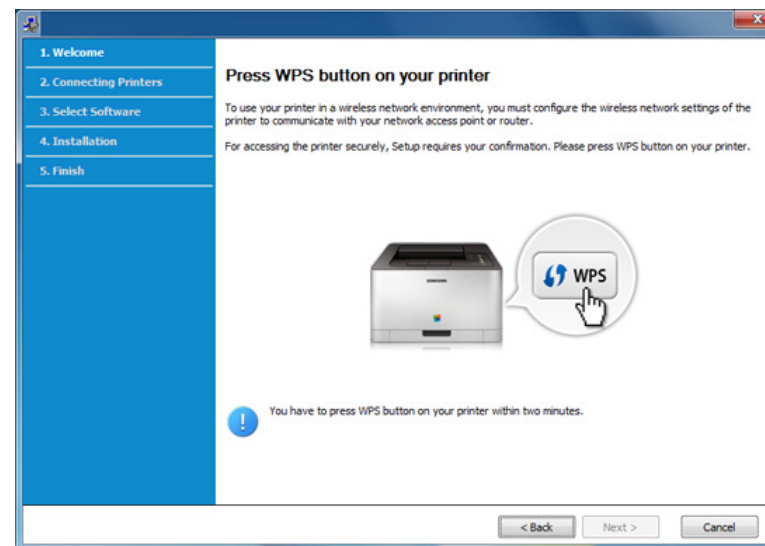 1. Welcome
2. Connecting Printers
3. Select Software
4. Installation
5. Finish
Press WPS button on your printer
To use your printer in a wireless network environment, you must configure the wireless network settings of the
printer to communicate with your network access point or router.
For accessing the printer securely, Setup requires your confirmation. Please press WPS button on your printer.
SAMSUNG
WPS
You have to press WPS button on your printer within two minutes.
< Back
Next >
Cancel